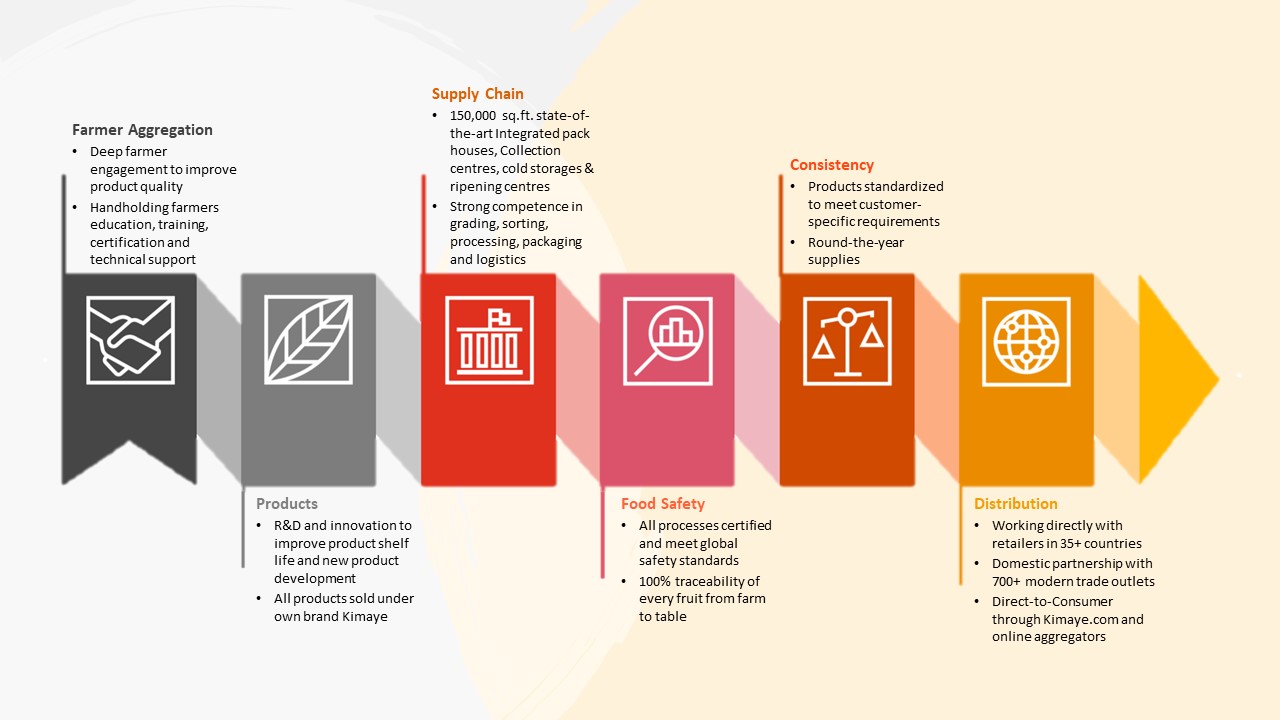 Farmer Aggregation
• Deep farmer
engagement to improve
product quality
• Handholding farmers
education, training,
certification and
technical support
Products
• R&D and innovation to
improve product shelf
life and new product
development
• All products sold under
own brand Kimaye
Supply Chain
• 150,000 sq.ft. state-of-
the-art Integrated pack
houses, Collection
centres, cold storages &
ripening centres
• Strong competence in
grading, sorting,
processing, packaging
and logistics
Food Safety
• All processes certified
and meet global
safety standards
• 100% traceability of
every fruit from farm
to table
Consistency
• Products standardized
to meet customer-
specific requirements
• Round-the-year
supplies
Distribution
• Working directly with
retailers in 35+ countries
• Domestic partnership with
700+ modern trade outlets
• Direct-to-Consumer
through Kimaye.com and
online aggregators